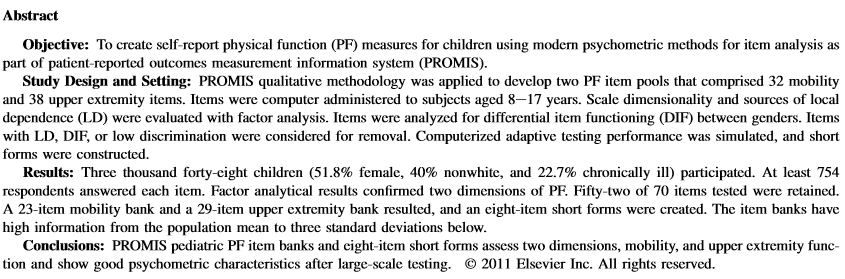 Abstract
Objective: To create self-report physical function (PF) measures for children using modern psychometric methods for item analysis as
part of patient-reported outcomes measurement information system (PROMIS).
Study Design and Setting: PROMIS qualitative methodology was applied to develop two PF item pools that comprised 32 mobility
and 38 upper extremity items. Items were computer administered to subjects aged 8−17 years. Scale dimensionality and sources of local
dependence (LD) were evaluated with factor analysis. Items were analyzed for differential item functioning (DIF) between genders. Items
with LD, DIF, or low discrimination were considered for removal. Computerized adaptive testing performance was simulated, and short
forms were constructed.
Results: Three thousand forty-eight children (51.8% female, 40% nonwhite, and 22.7% chronically ill) participated. At least 754
respondents answered each item. Factor analytical results confirmed two dimensions of PF. Fifty-two of 70 items tested were retained.
A 23-item mobility bank and a 29-item upper extremity bank resulted, and an eight-item short forms were created. The item banks have
high information from the population mean to three standard deviations below.
Conclusions: PROMIS pediatric PF item banks and eight-item short forms assess two dimensions, mobility, and upper extremity func-
tion and show good psychometric characteristics after large-scale testing. © 2011 Elsevier Inc. All rights reserved.